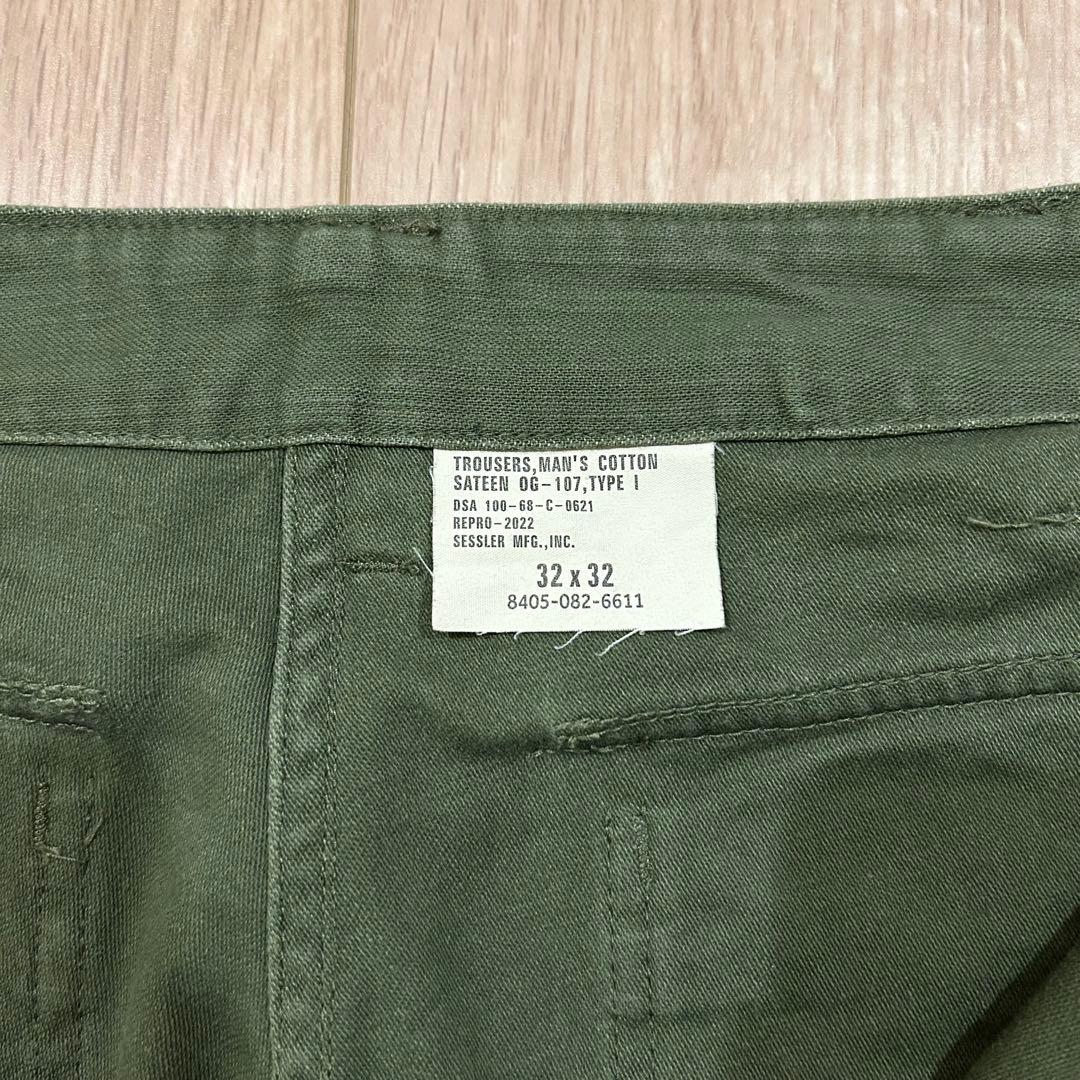 TROUSERS,MAN'S COTTON
SATEEN OG-107,TYPE I
DSA 100-68-C-0621
REPRO-2022
SESSLER MFG.,INC.
32 x 32
8405-082-6611